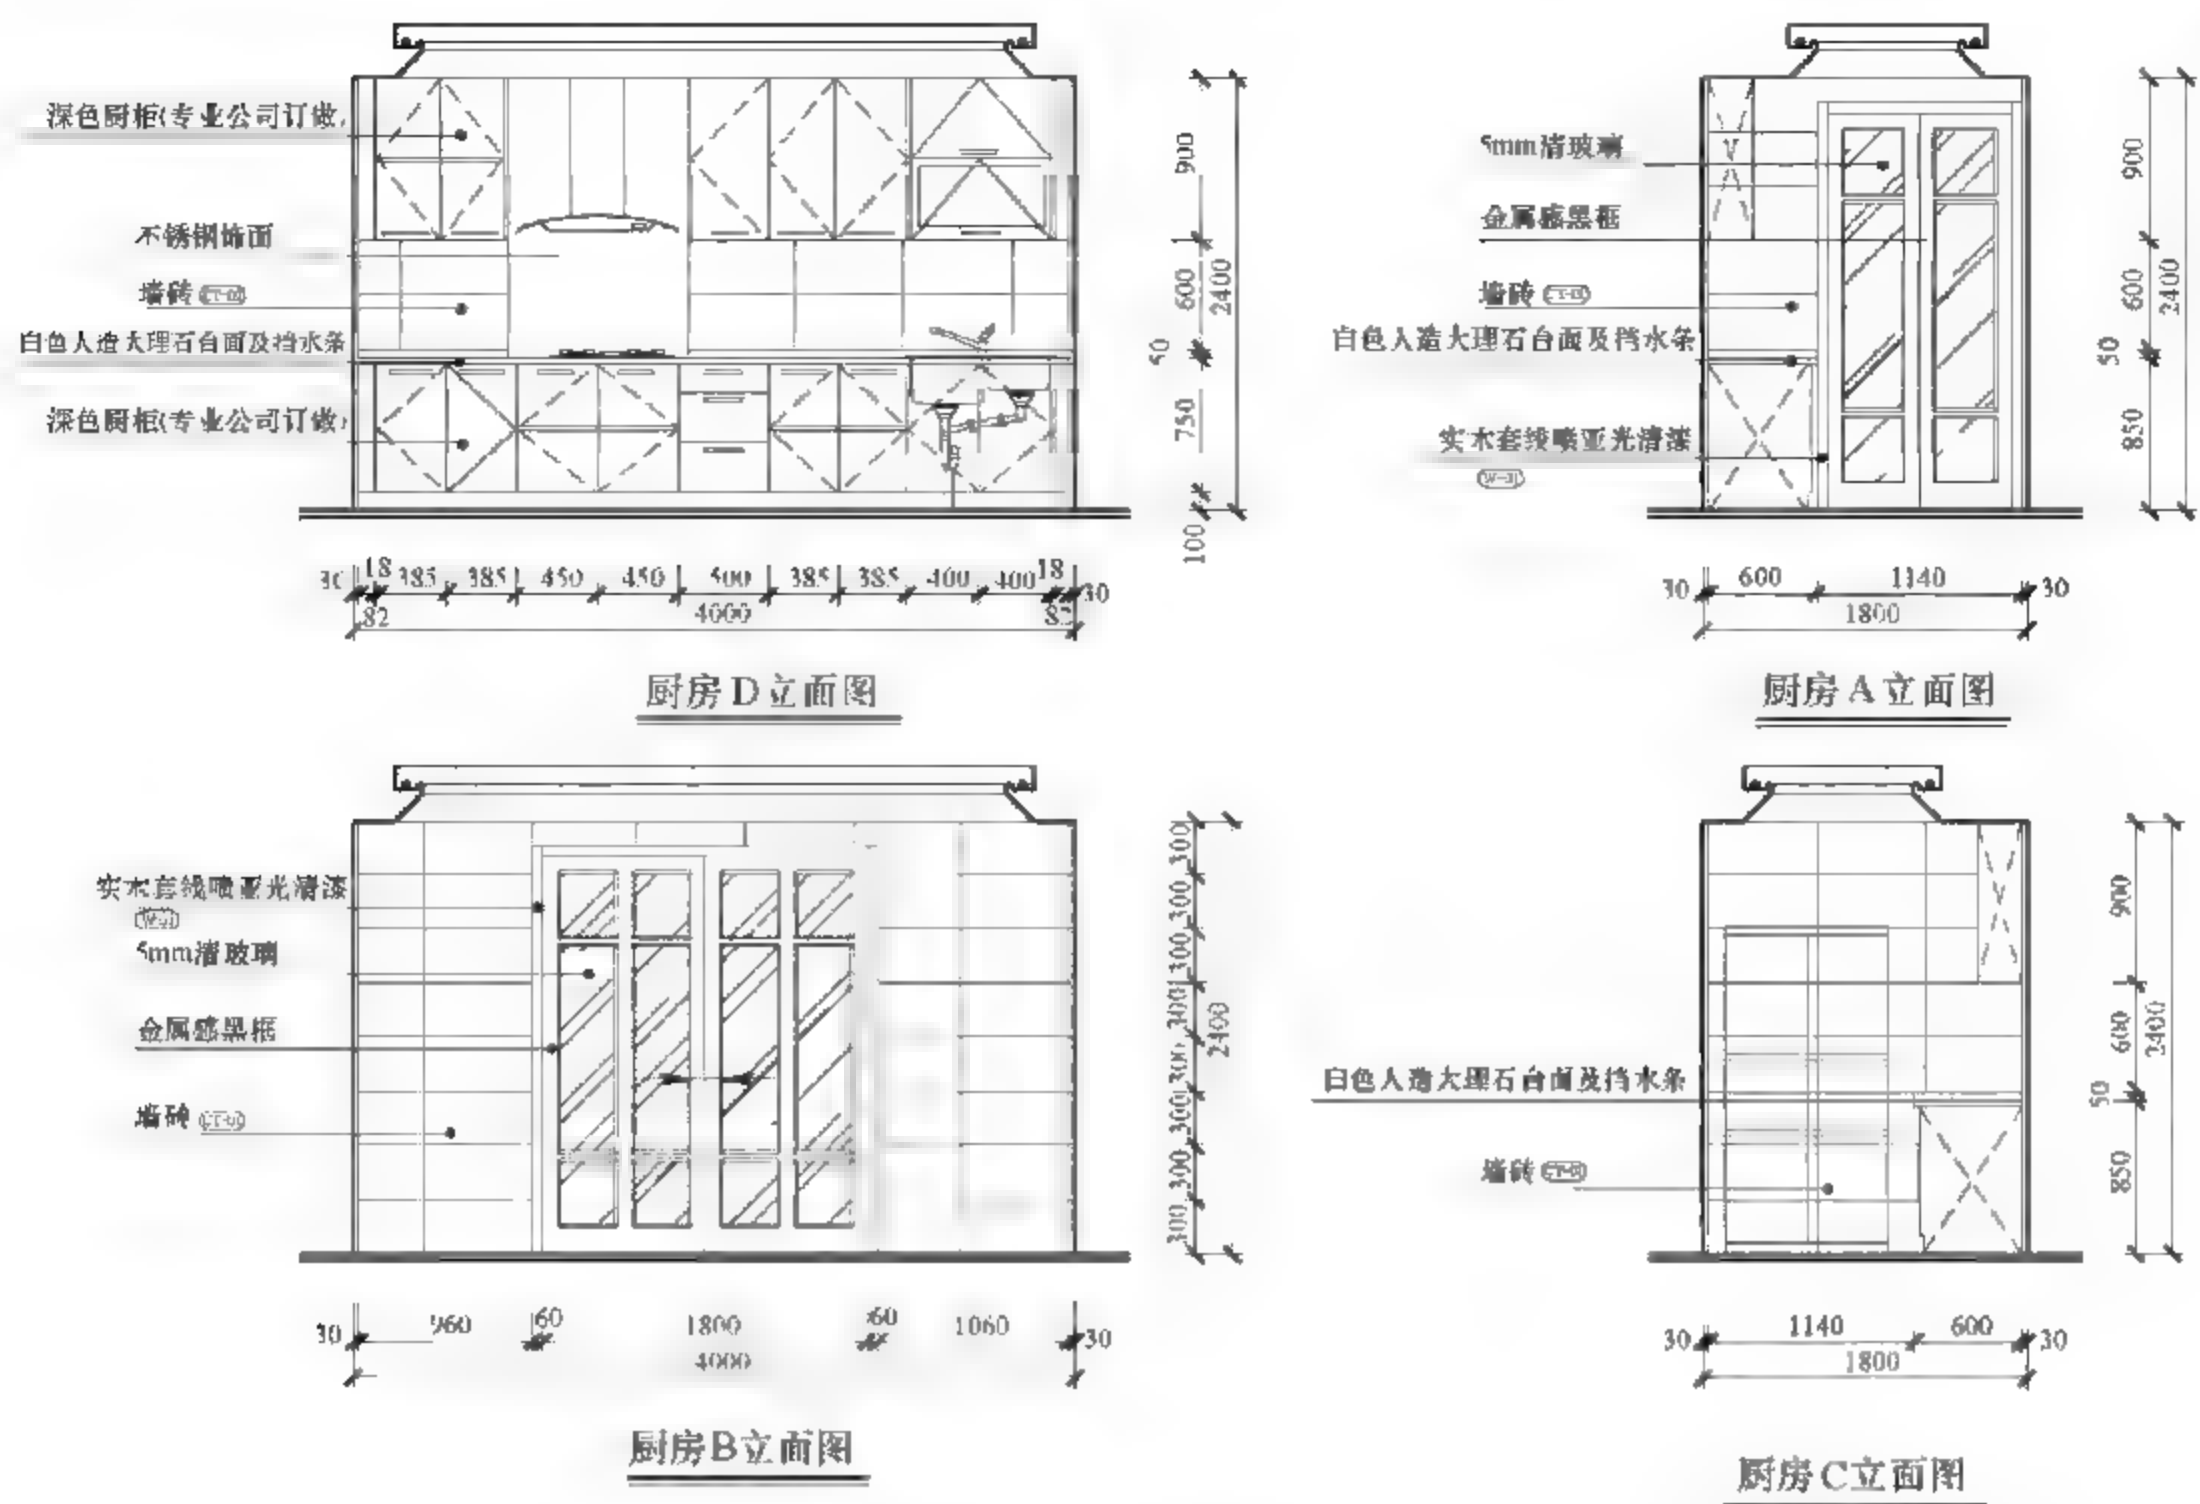 深色厨柜(专业公司订做)
不锈钢饰面
墙砖
白色人造大理石台面及挡水条
深色厨柜(专业公司订做)
900
600
2400
50
750
100
30 18 385 385 450 450 500 385 385 400 400 18 30
82 4000 82
厨房D立面图
5mm清玻璃
金属感黑框
墙砖
白色人造大理石台面及挡水条
实木套线喷亚光清漆
900
600
2400
50
850
30 600 1140 30
1800
厨房A立面图
实木套线喷亚光清漆
5mm清玻璃
金属感黑框
墙砖
300
300
300
300
2400
300
300
300
300
30 960 60 1800 60 1060 30
4000
厨房B立面图
白色人造大理石台面及挡水条
墙砖
900
600
2400
50
850
30 1140 600 30
1800
厨房C立面图